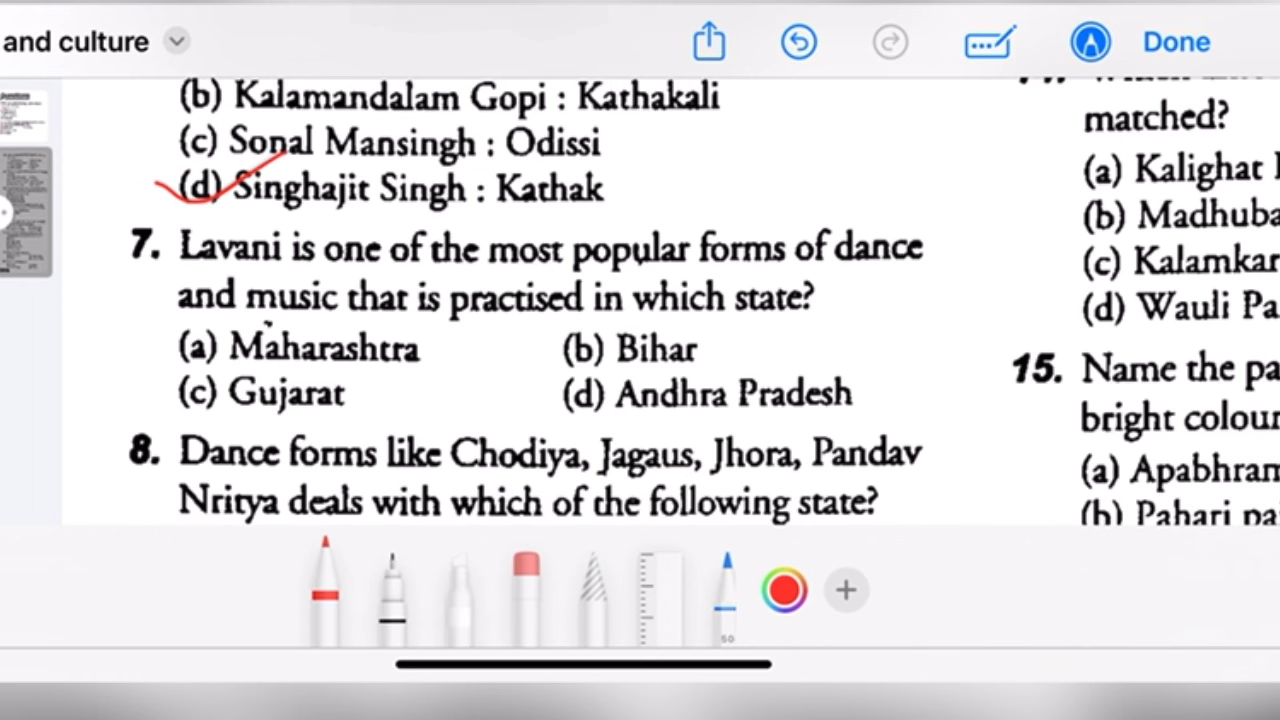 and culture
Done
(b) Kalamandalam Gopi : Kathakali
(c) Sonal Mansingh : Odissi
(d) Singhajit Singh : Kathak
7. Lavani is one of the most popular forms of dance
and music that is practised in which state?
(a) Maharashtra (b) Bihar
(c) Gujarat (d) Andhra Pradesh
8. Dance forms like Chodiya, Jagaus, Jhora, Pandav
Nritya deals with which of the following state?
matched?
(a) Kalighat
(b) Madhuba
(c) Kalamkar
(d) Wauli Pa
15. Name the pa
bright colour
(a) Apabhram
(b) Pahari pai
50